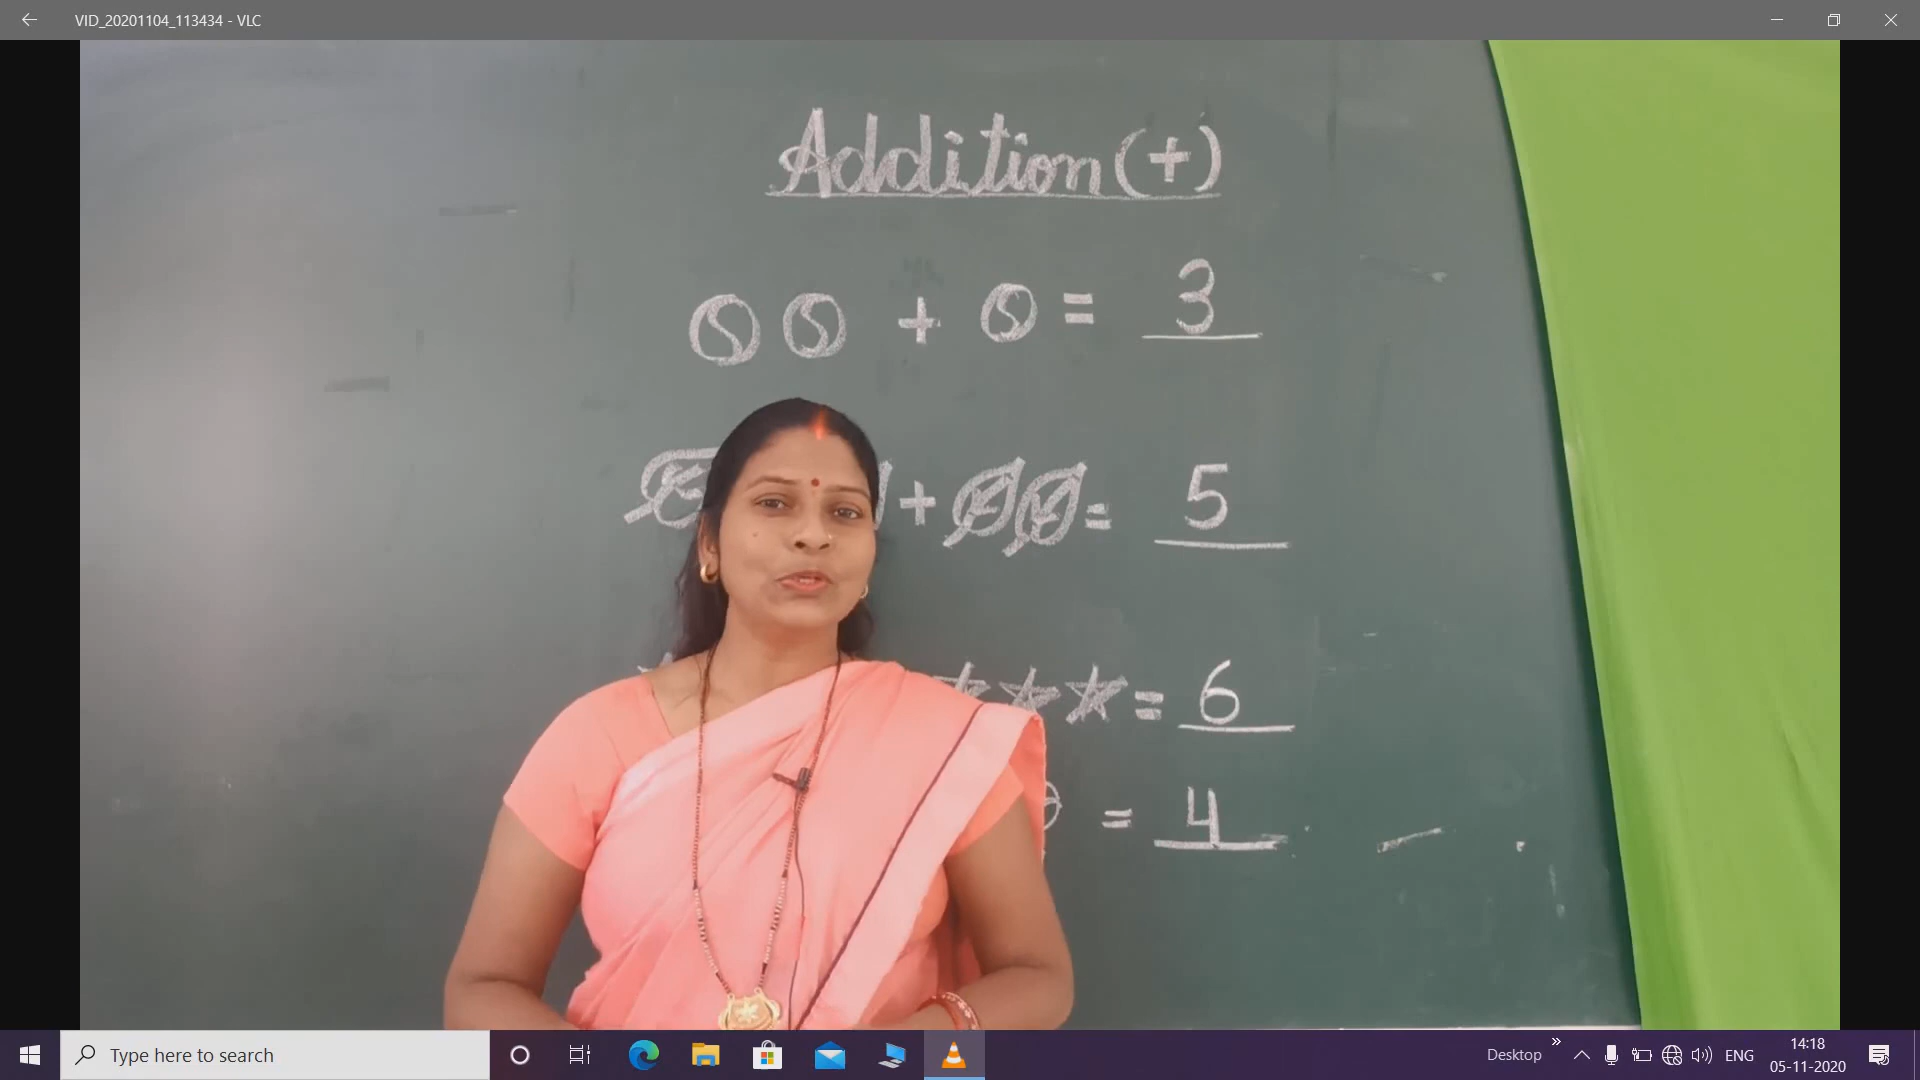 VID_20201104_113434 - VLC
Addition (+)
+ = 3
+ = 5
= 6
= 4
Type here to search
Desktop
ENG
14:18
05-11-2020